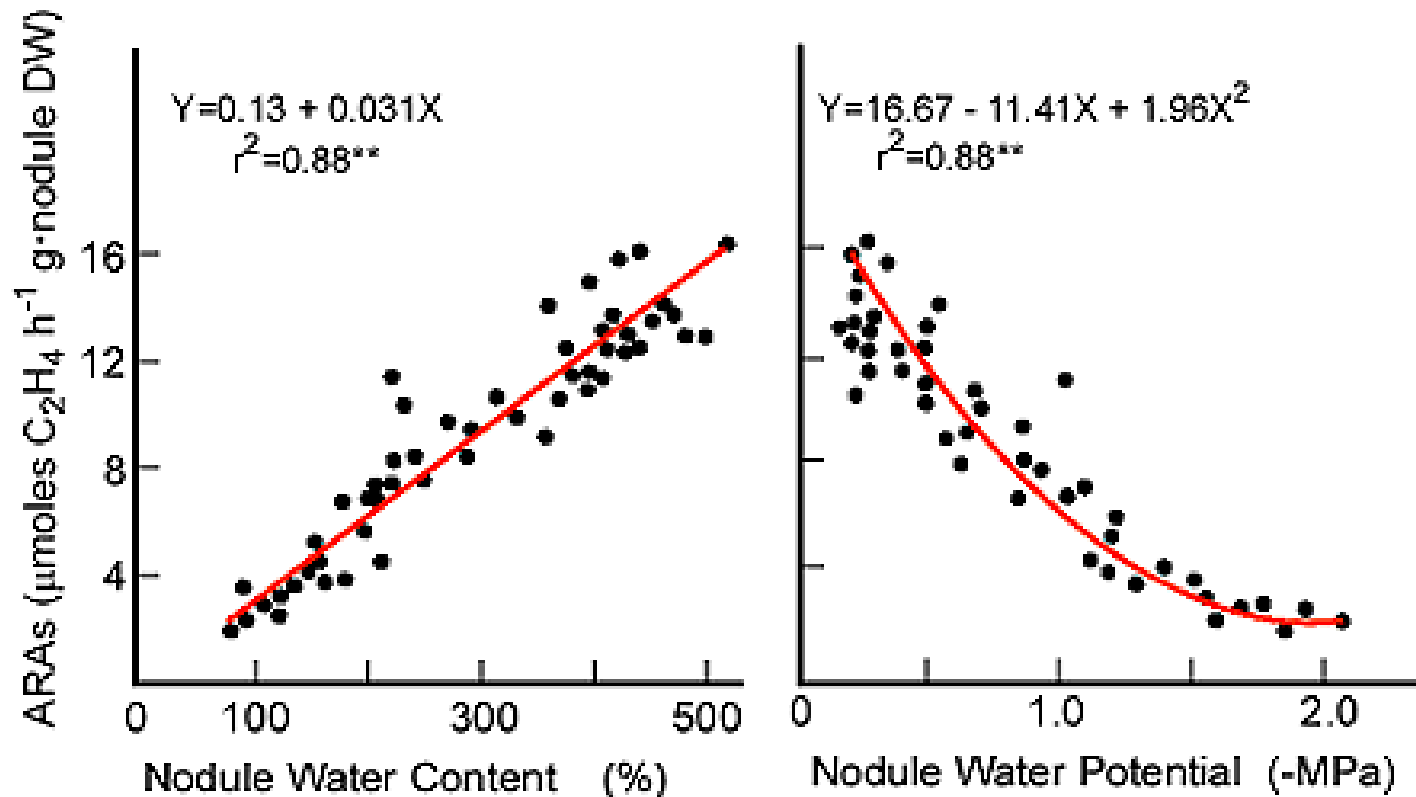 ARAs (μmoles C₂H₄ h⁻¹ g·nodule DW)
Y=0.13 + 0.031X
r²=0.88**
16
12
8
4
0 100 300 500
Nodule Water Content (%)
Y=16.67 - 11.41X + 1.96X²
r²=0.88**
0 1.0 2.0
Nodule Water Potential (-MPa)